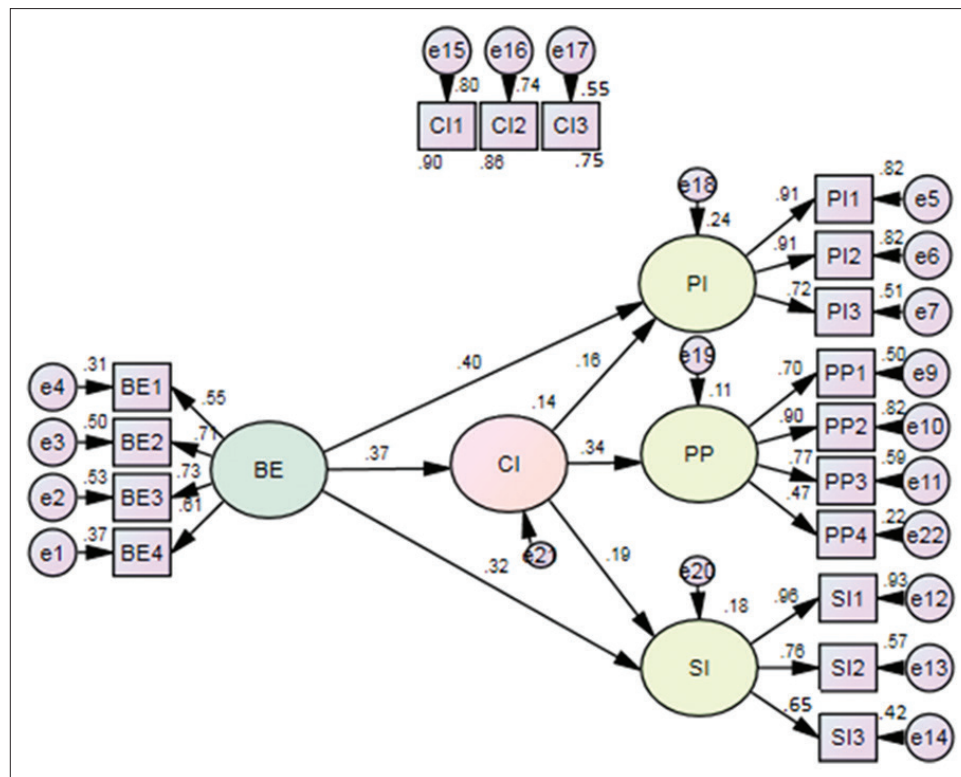 e15 e16 e17
.80 .74 .55
CI1 CI2 CI3
.90 .86 .75
e18
.24
PI
.91 PI1 .82 e5
.91 PI2 .82 e6
.72 PI3 .51 e7
.40
.16
e19
.11
PP
.70 PP1 .50 e9
.90 PP2 .82 e10
.77 PP3 .59 e11
.47 PP4 .22 e22
e4 .31 BE1 .55
e3 .50 BE2 .71
e2 .53 BE3 .73
e1 .37 BE4 .61
BE
.37
.14
CI
.34
e21
.19
.32
e20
.18
SI
.96 SI1 .93 e12
.76 SI2 .57 e13
.65 SI3 .42 e14